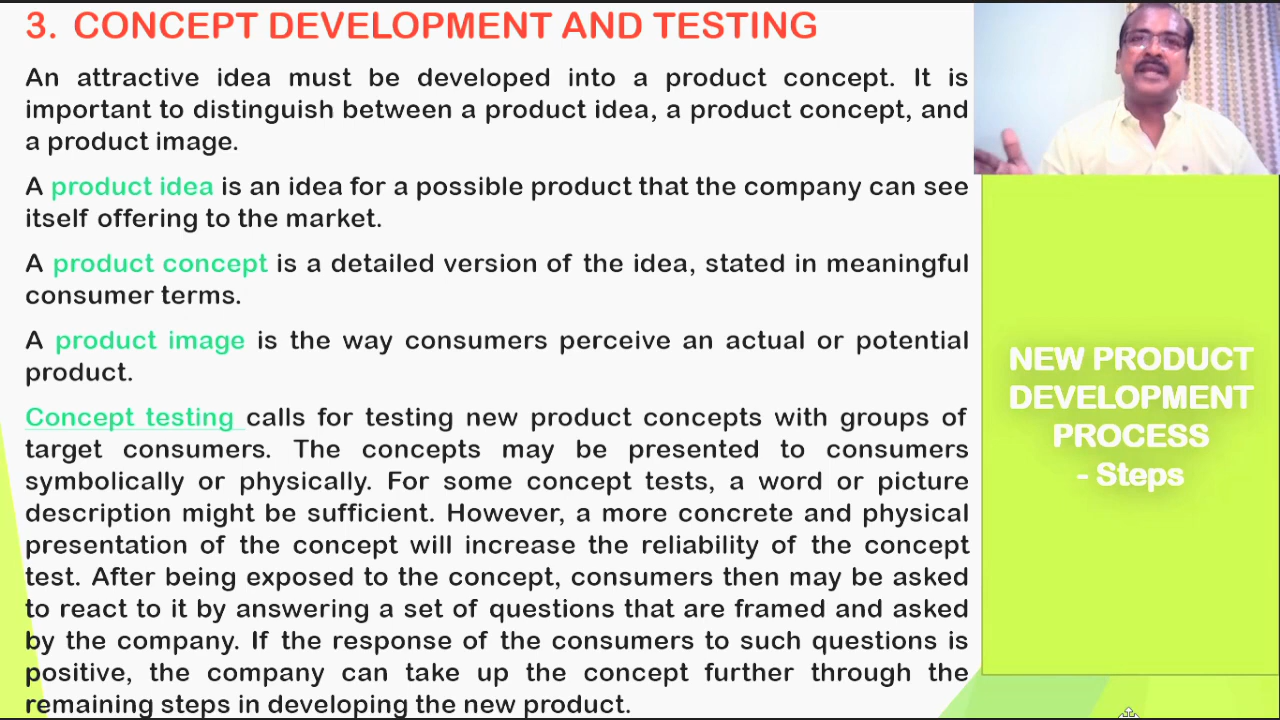 3. CONCEPT DEVELOPMENT AND TESTING
An attractive idea must be developed into a product concept. It is
important to distinguish between a product idea, a product concept, and
a product image.
A product idea is an idea for a possible product that the company can see
itself offering to the market.
A product concept is a detailed version of the idea, stated in meaningful
consumer terms.
A product image is the way consumers perceive an actual or potential
product.
Concept testing calls for testing new product concepts with groups of
target consumers. The concepts may be presented to consumers
symbolically or physically. For some concept tests, a word or picture
description might be sufficient. However, a more concrete and physical
presentation of the concept will increase the reliability of the concept
test. After being exposed to the concept, consumers then may be asked
to react to it by answering a set of questions that are framed and asked
by the company. If the response of the consumers to such questions is
positive, the company can take up the concept further through the
remaining steps in developing the new product.
NEW PRODUCT
DEVELOPMENT
PROCESS
- Steps